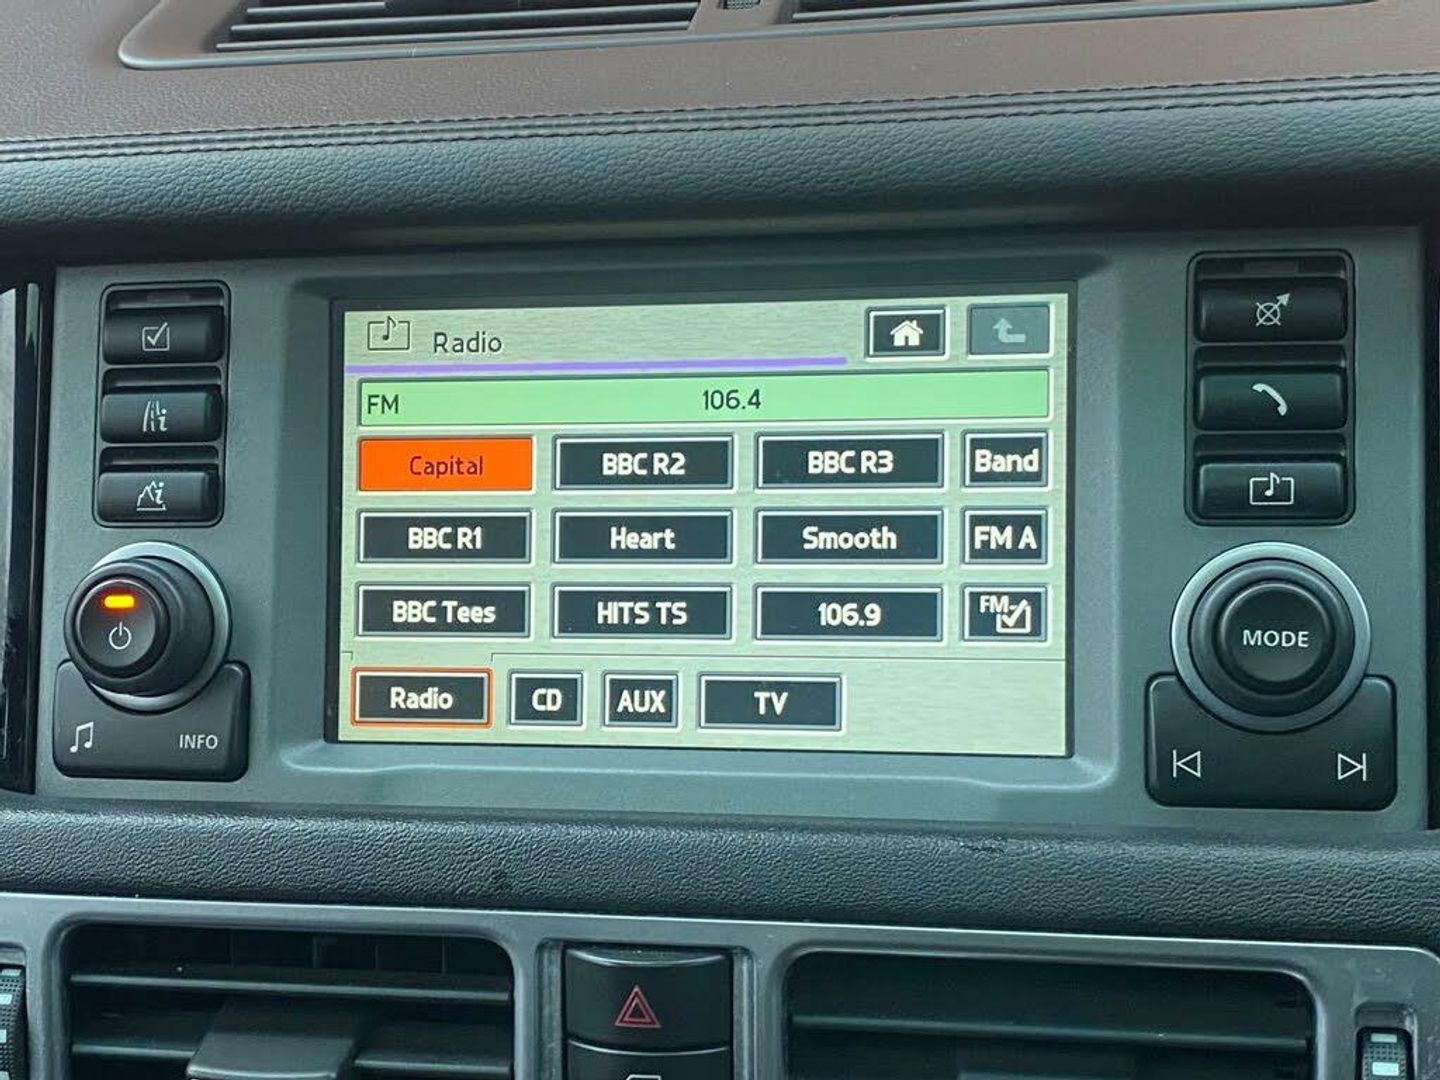 Radio
FM 106.4
Capital BBC R2 BBC R3 Band
BBC R1 Heart Smooth FM A
BBC Tees HITS TS 106.9 FM
Radio CD AUX TV
INFO
MODE